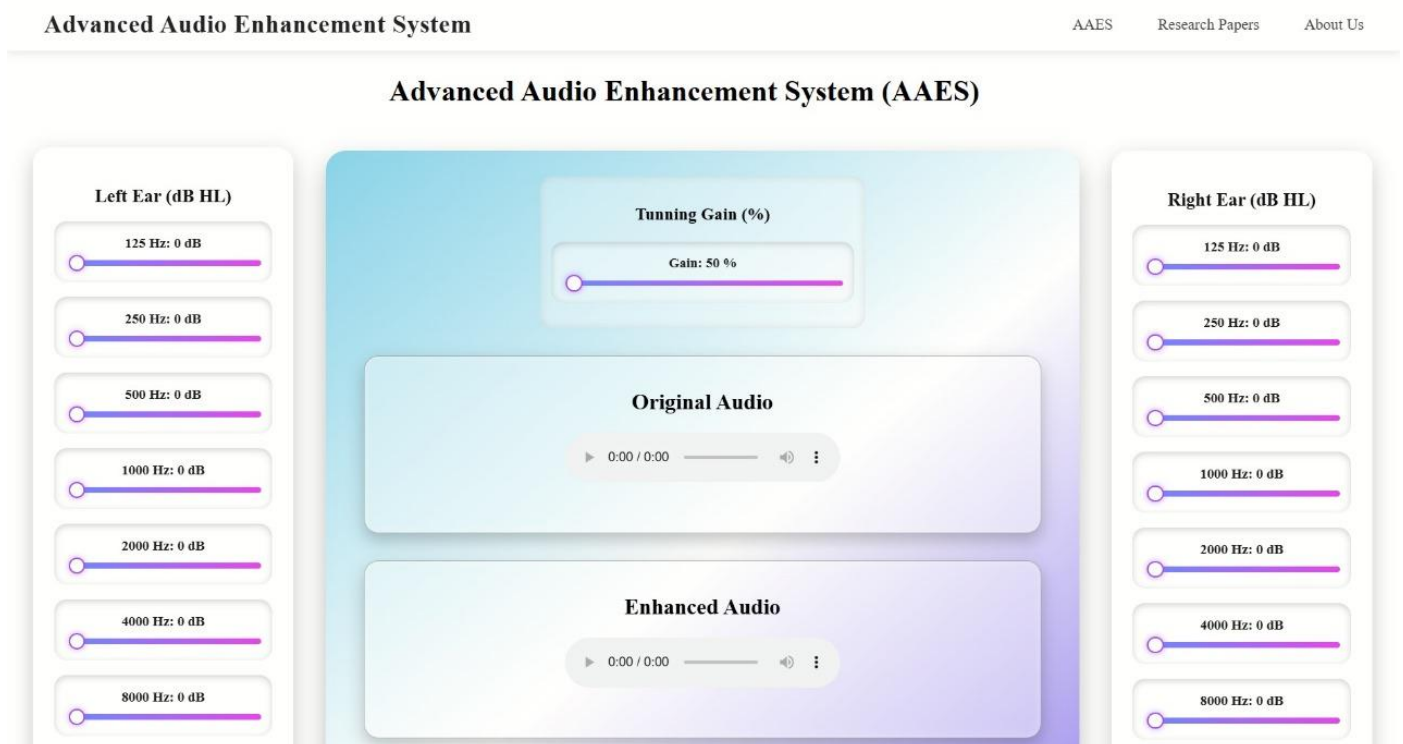 Advanced Audio Enhancement System
AAES
Research Papers
About Us
Advanced Audio Enhancement System (AAES)
Left Ear (dB HL)
125 Hz: 0 dB
250 Hz: 0 dB
500 Hz: 0 dB
1000 Hz: 0 dB
2000 Hz: 0 dB
4000 Hz: 0 dB
8000 Hz: 0 dB
Tunning Gain (%)
Gain: 50 %
Original Audio
0:00 / 0:00
Enhanced Audio
0:00 / 0:00
Right Ear (dB HL)
125 Hz: 0 dB
250 Hz: 0 dB
500 Hz: 0 dB
1000 Hz: 0 dB
2000 Hz: 0 dB
4000 Hz: 0 dB
8000 Hz: 0 dB